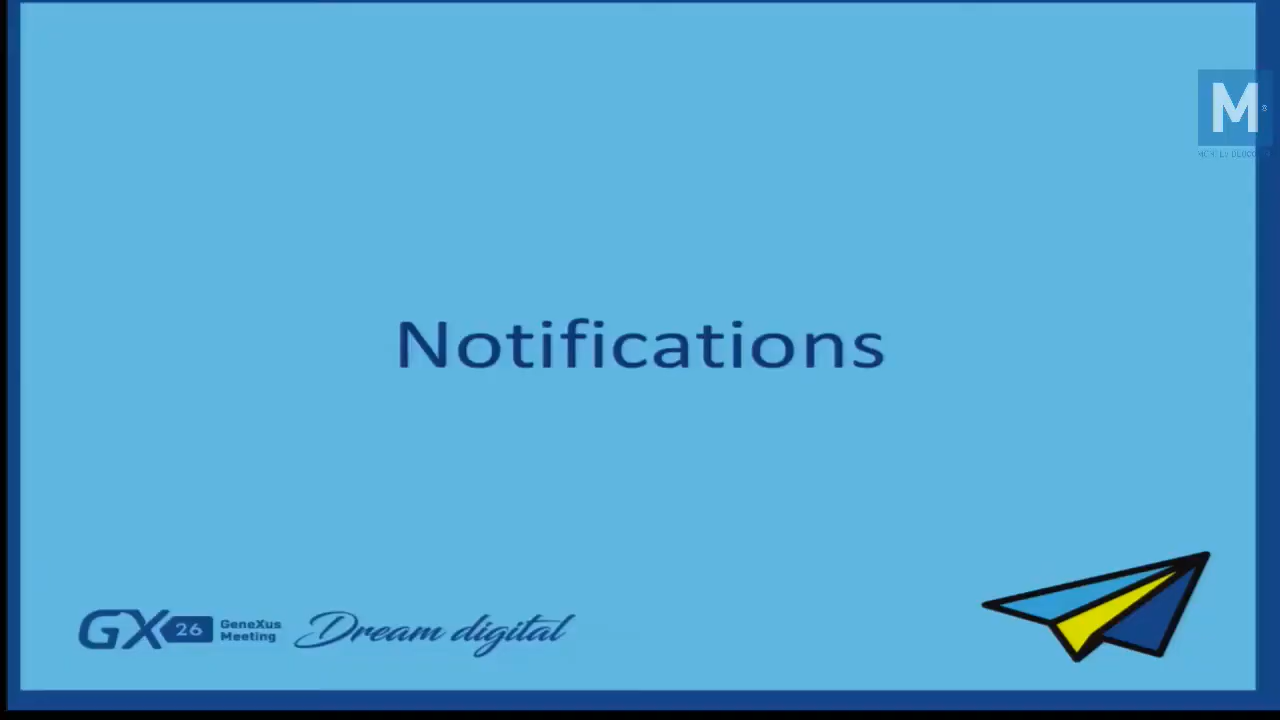 M
Notifications
GX 26 GeneXus
Meeting
Dream digital